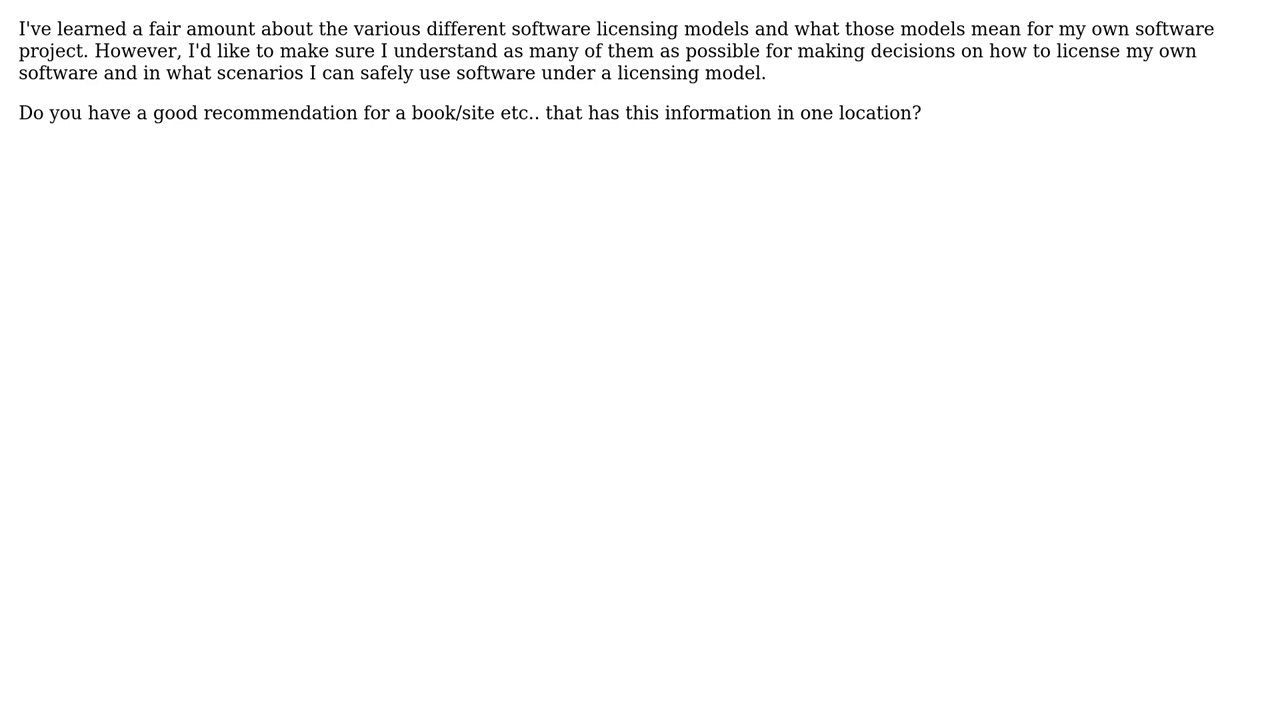 I've learned a fair amount about the various different software licensing models and what those models mean for my own software
project. However, I'd like to make sure I understand as many of them as possible for making decisions on how to license my own
software and in what scenarios I can safely use software under a licensing model.
Do you have a good recommendation for a book/site etc.. that has this information in one location?